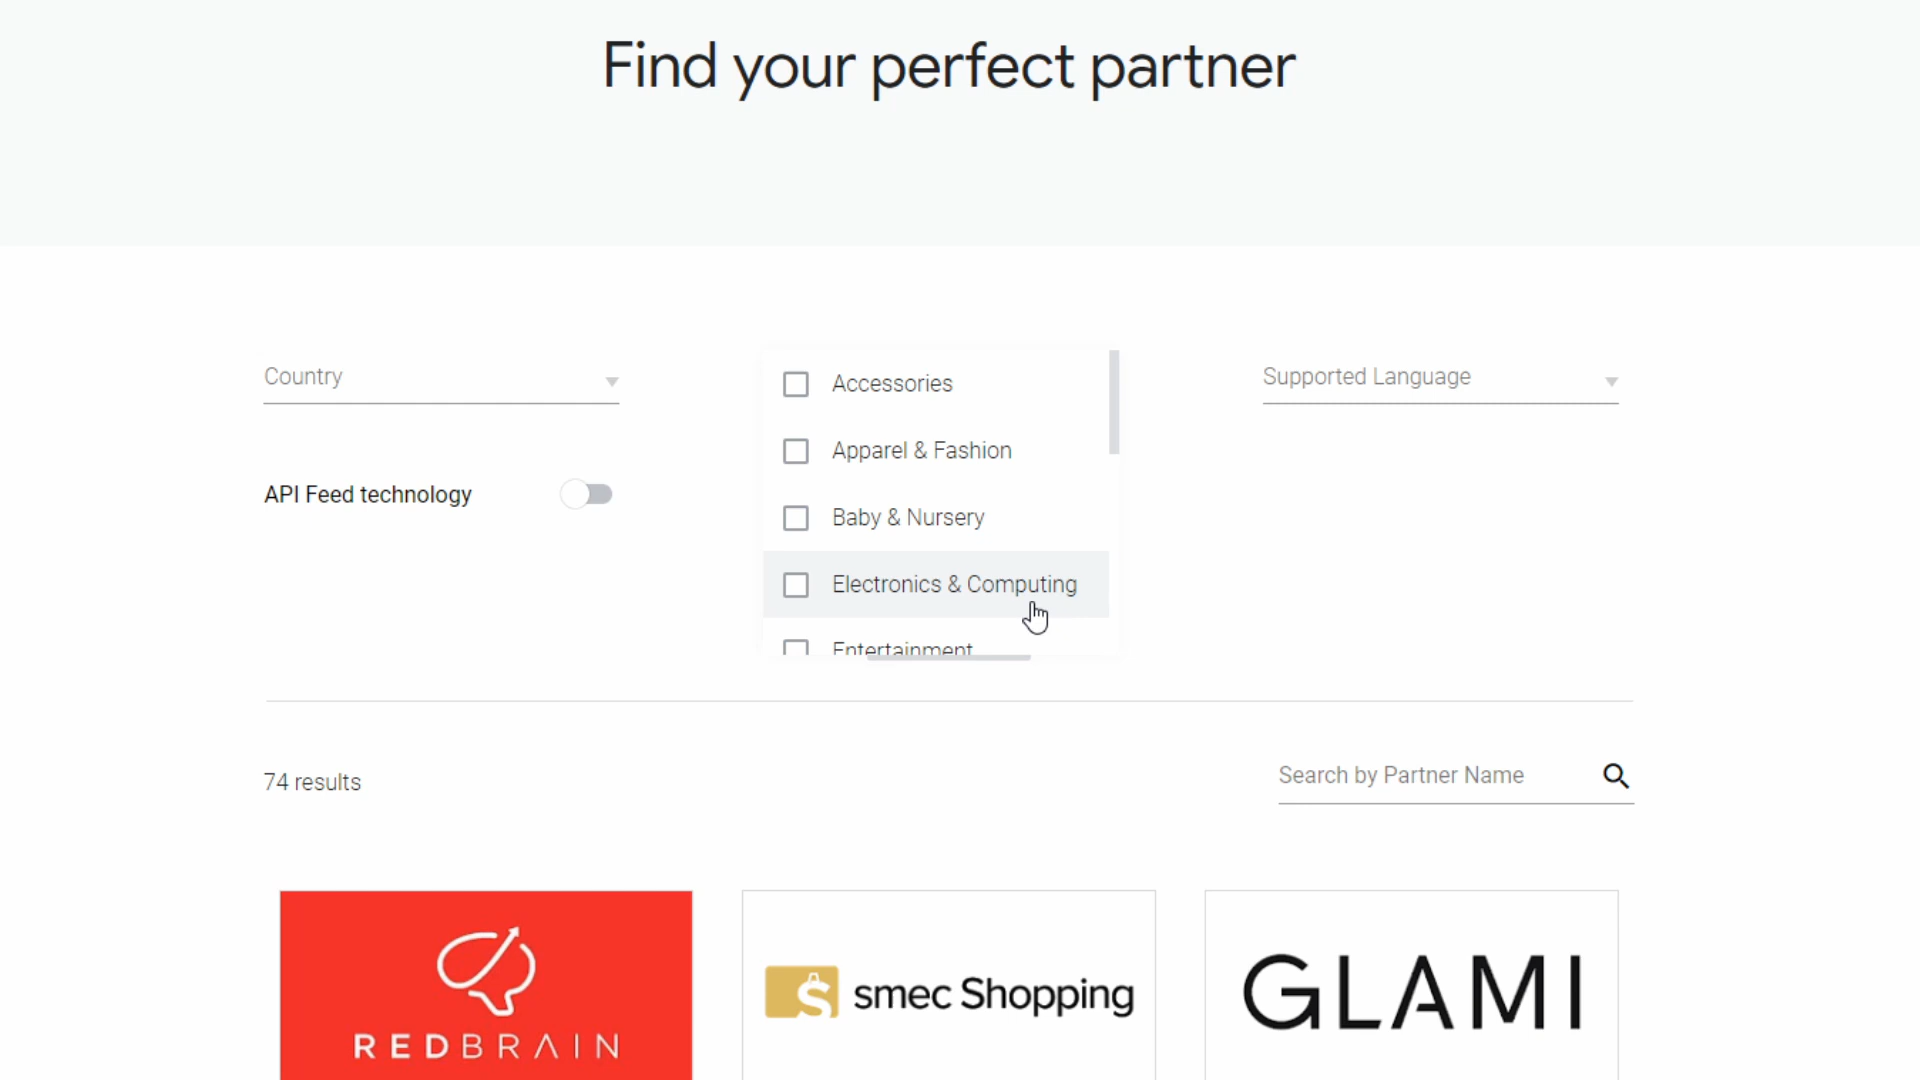 Find your perfect partner
Country
Accessories
Supported Language
Apparel & Fashion
API Feed technology
Baby & Nursery
Electronics & Computing
Entertainment
74 results
Search by Partner Name
REDBRAIN
smec Shopping
GLAMI